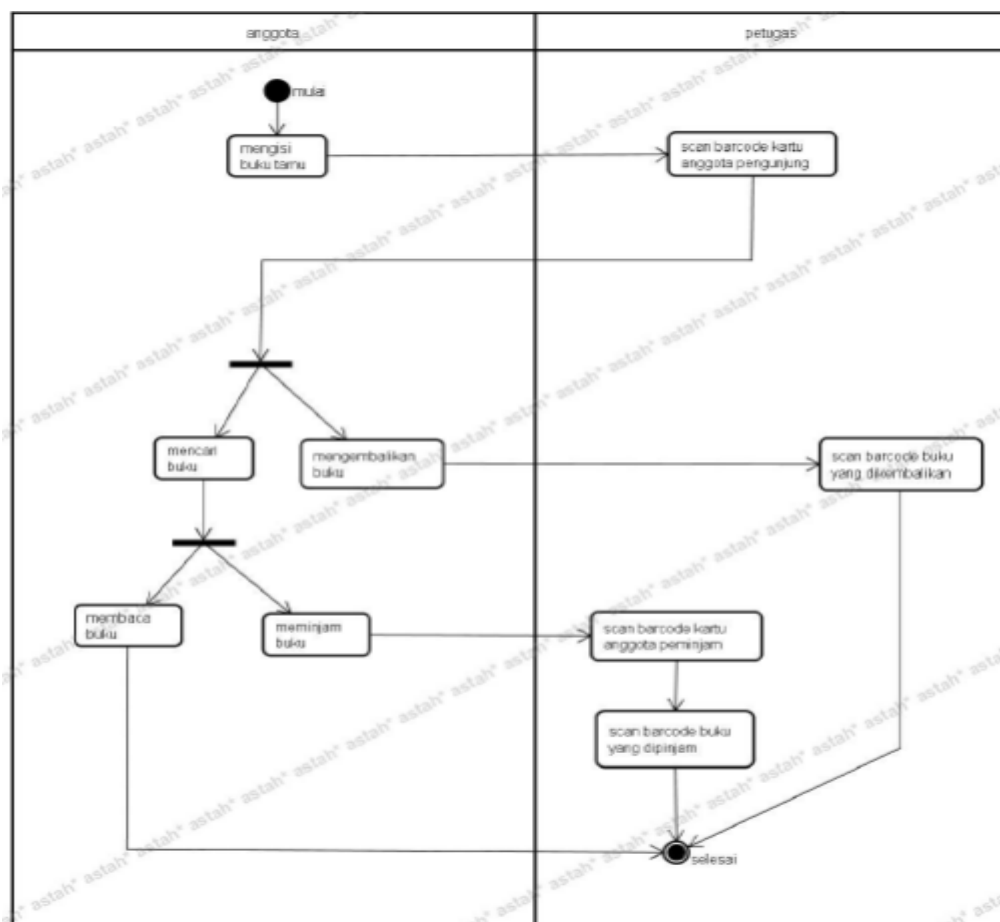 anggota
petugas
mulai
mengisi
buku tamu
scan barcode kartu
anggota pengunjung
mencari
buku
mengembalikan
buku
scan barcode buku
yang dikembalikan
membaca
buku
meminjam
buku
scan barcode kartu
anggota peminjam
scan barcode buku
yang dipinjam
selesai